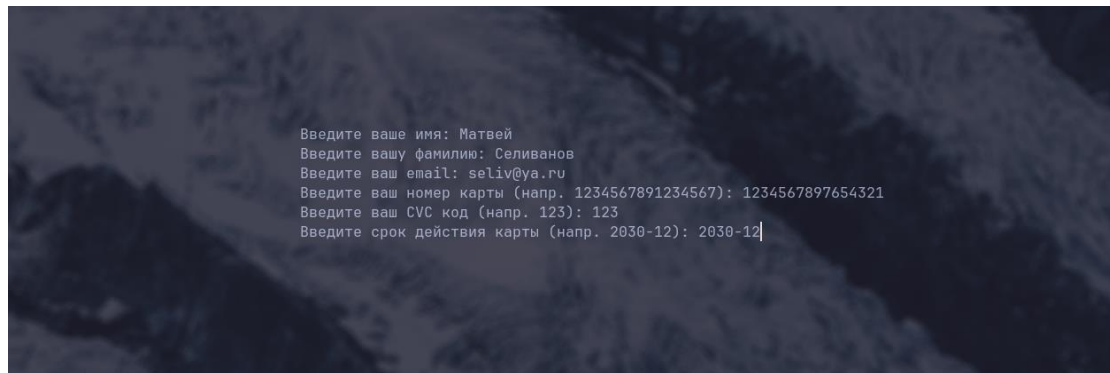 Введите ваше имя: Матвей
Введите вашу фамилию: Селиванов
Введите ваш email: seliv@ya.ru
Введите ваш номер карты (напр. 1234567891234567): 1234567897654321
Введите ваш CVC код (напр. 123): 123
Введите срок действия карты (напр. 2030-12): 2030-12